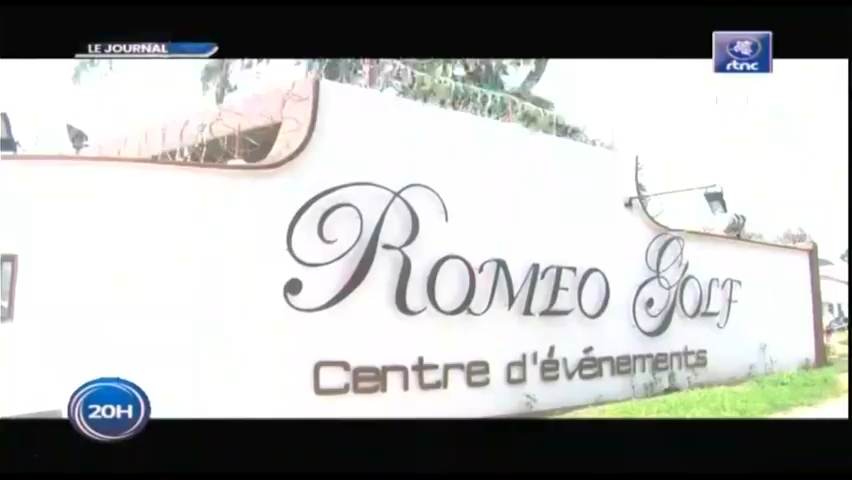 LE JOURNAL
rtnc
ROMEO GOLF
Centre d'événements
20H